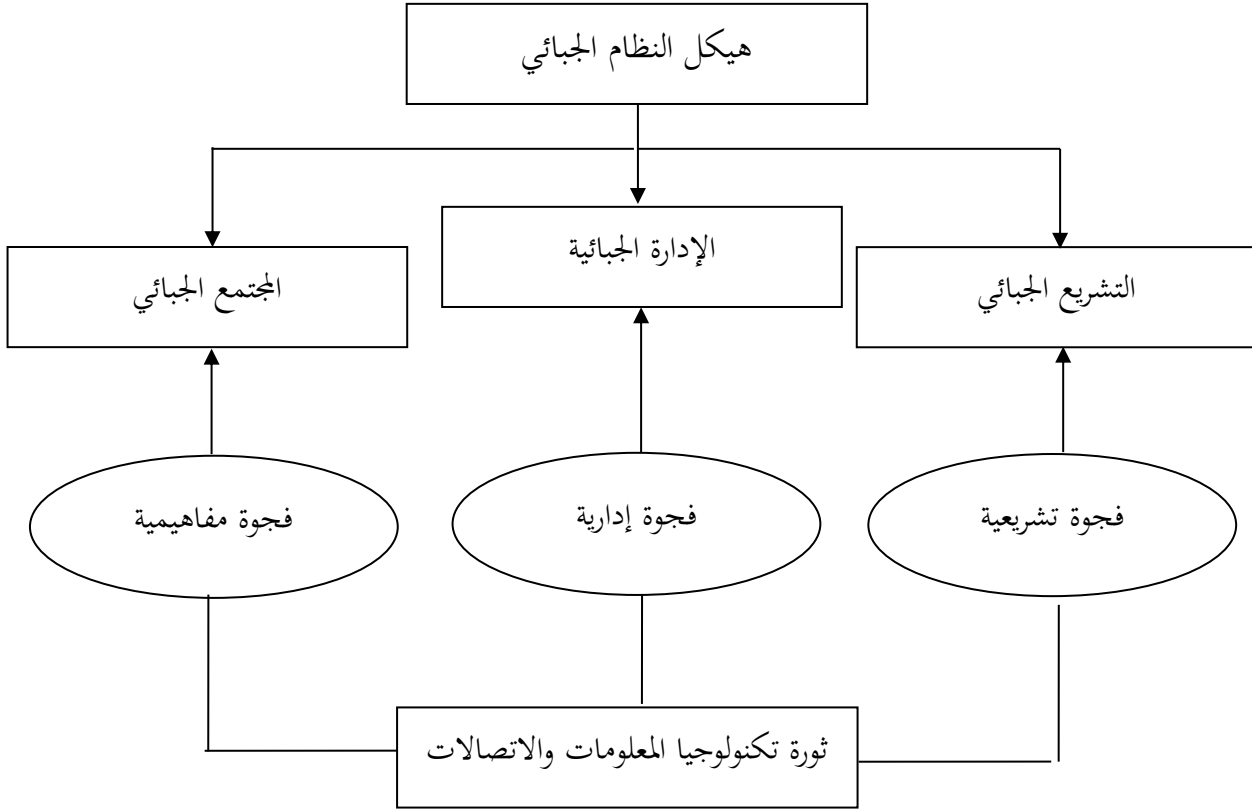 هيكل النظام الجبائي
الإدارة الجبائية
التشريع الجبائي
المجتمع الجبائي
فجوة تشريعية
فجوة إدارية
فجوة مفاهيمية
ثورة تكنولوجيا المعلومات والاتصالات